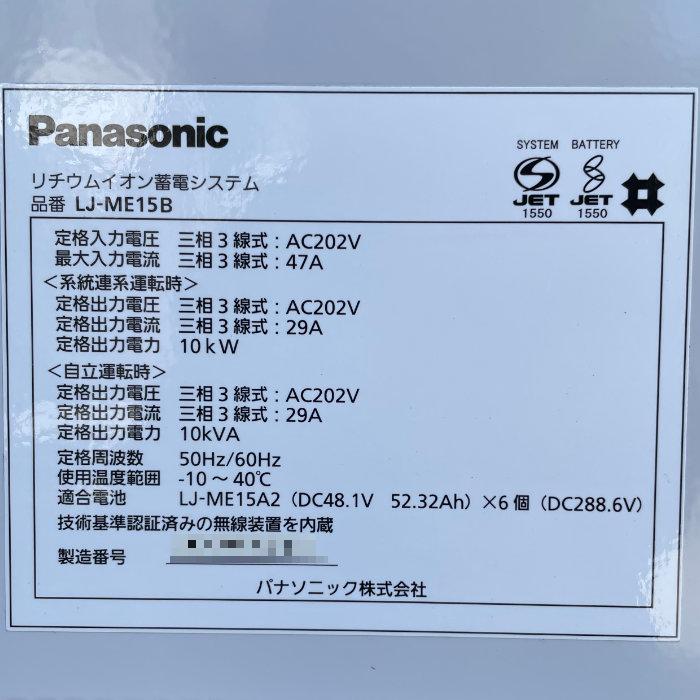 Panasonic
SYSTEM BATTERY
リチウムイオン蓄電システム
品番 LJ-ME15B
JET JET
1550 1550
定格入力電圧 三相3線式：AC202V
最大入力電流 三相3線式：47A
＜系統連系運転時＞
定格出力電圧 三相3線式：AC202V
定格出力電流 三相3線式：29A
定格出力電力 10kW
＜自立運転時＞
定格出力電圧 三相3線式：AC202V
定格出力電流 三相3線式：29A
定格出力電力 10kVA
定格周波数 50Hz/60Hz
使用温度範囲 -10～40℃
適合電池 LJ-ME15A2（DC48.1V 52.32Ah）×6個（DC288.6V）
技術基準認証済みの無線装置を内蔵
製造番号
パナソニック株式会社